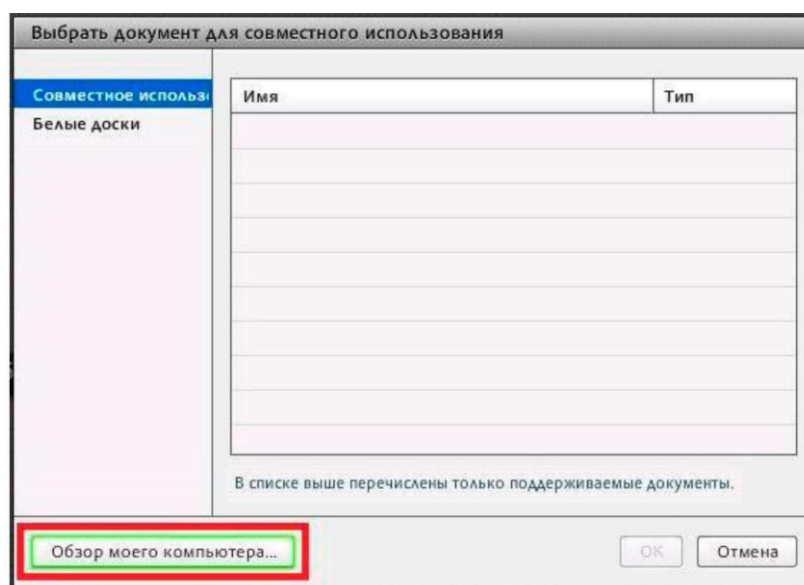 Выбрать документ для совместного использования
Совместное использ
Белые доски
Имя
Тип
В списке выше перечислены только поддерживаемые документы.
Обзор моего компьютера...
ОК
Отмена